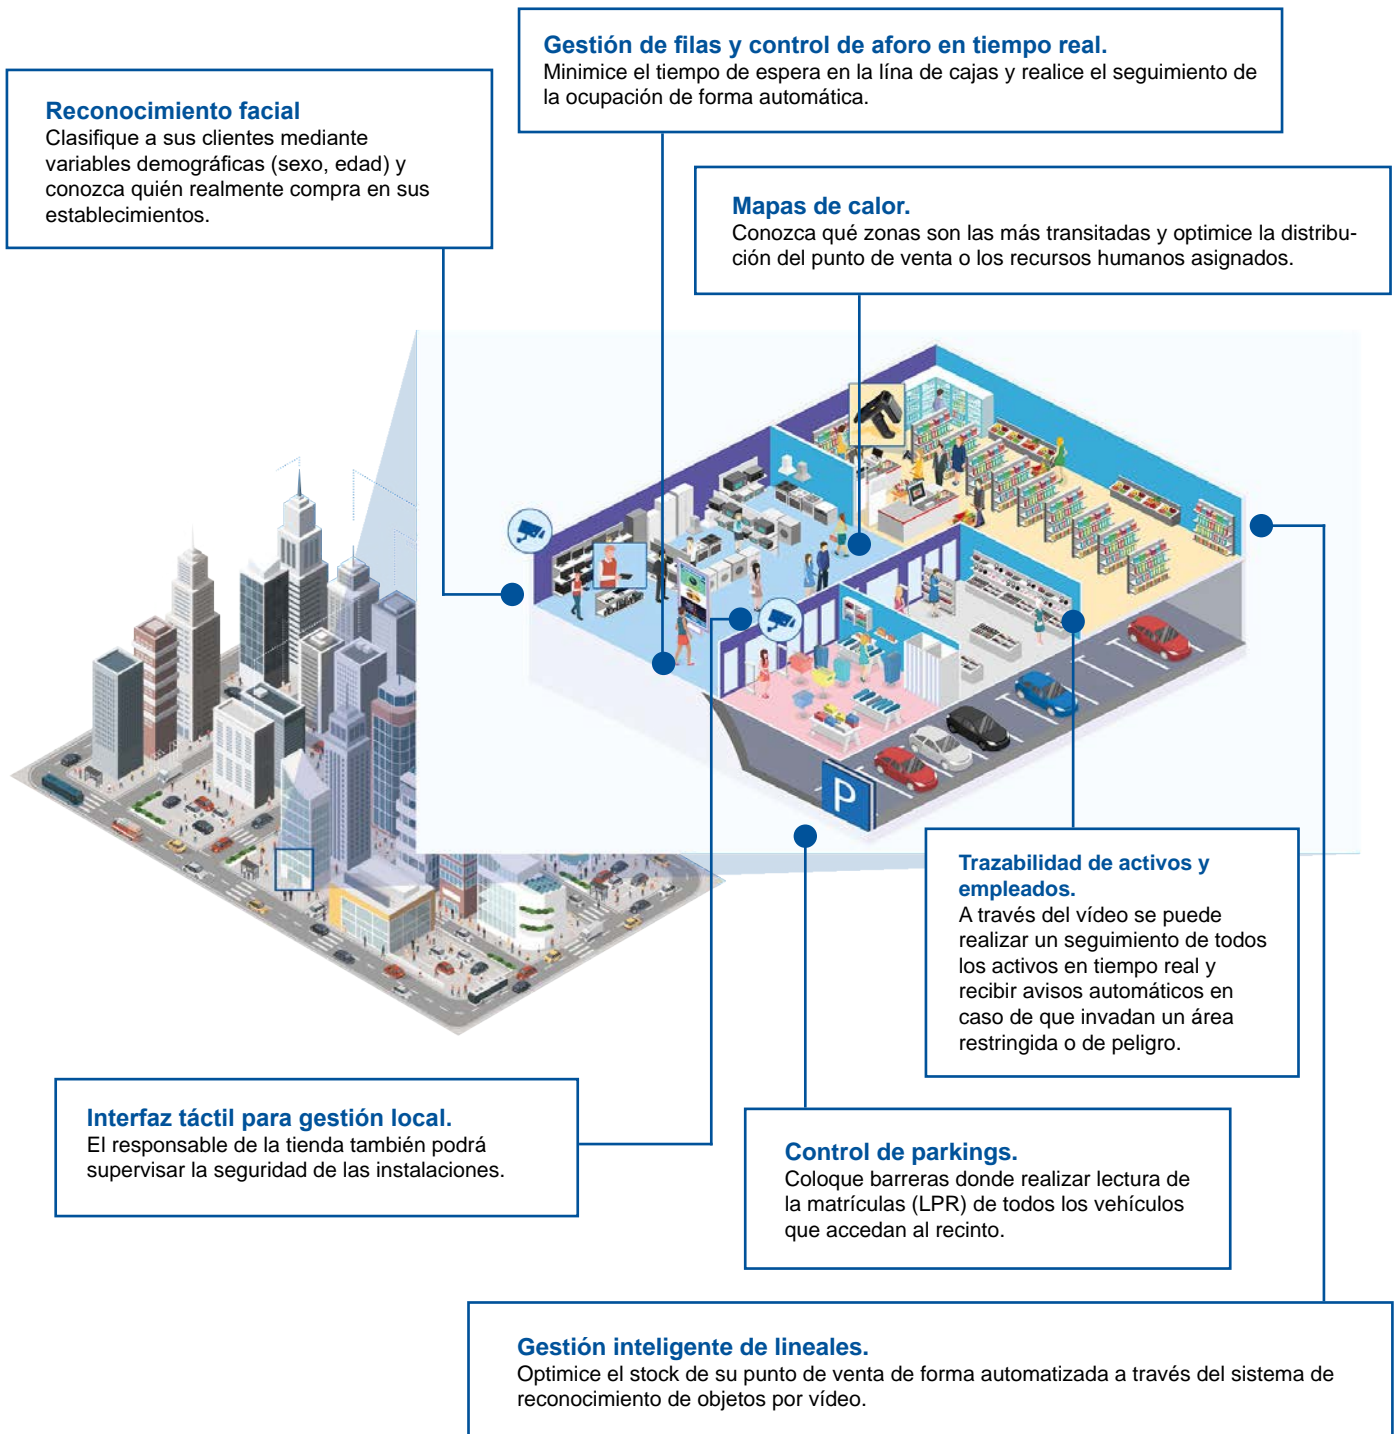 Gestión de filas y control de aforo en tiempo real.
Minimice el tiempo de espera en la lína de cajas y realice el seguimiento de
la ocupación de forma automática.
Reconocimiento facial
Clasifique a sus clientes mediante
variables demográficas (sexo, edad) y
conozca quién realmente compra en sus
establecimientos.
Mapas de calor.
Conozca qué zonas son las más transitadas y optimice la distribu-
ción del punto de venta o los recursos humanos asignados.
P
Trazabilidad de activos y
empleados.
A través del vídeo se puede
realizar un seguimiento de todos
los activos en tiempo real y
recibir avisos automáticos en
caso de que invadan un área
restringida o de peligro.
Interfaz táctil para gestión local.
El responsable de la tienda también podrá
supervisar la seguridad de las instalaciones.
Control de parkings.
Coloque barreras donde realizar lectura de
la matrículas (LPR) de todos los vehículos
que accedan al recinto.
Gestión inteligente de lineales.
Optimice el stock de su punto de venta de forma automatizada a través del sistema de
reconocimiento de objetos por vídeo.